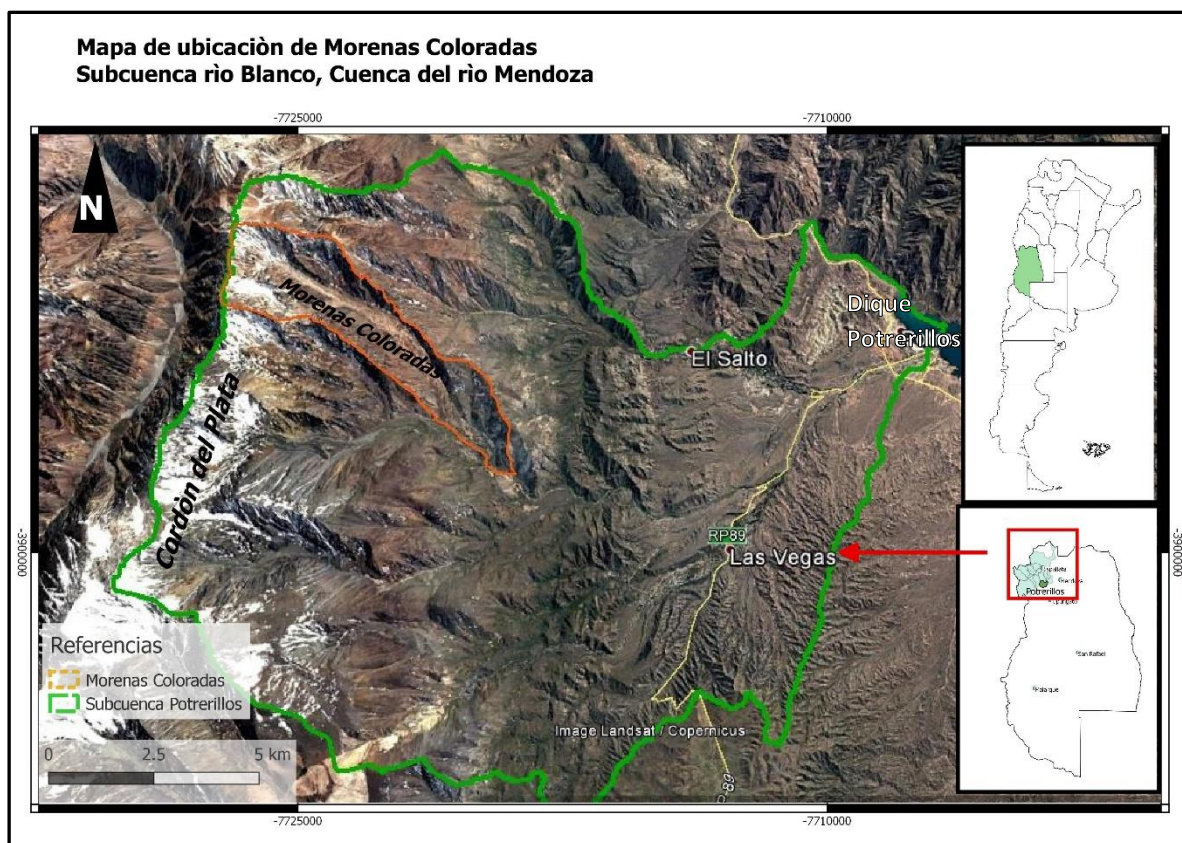 Mapa de ubicaciòn de Morenas Coloradas
Subcuenca rìo Blanco, Cuenca del rìo Mendoza
-7725000
-7710000
N
Morenas Coloradas
Dique
Potrerillos
El Salto
Cordòn del Plata
-3900000
RP89
Las Vegas
-3900000
Potrerillos
San Rafael
Referencias
Morenas Coloradas
Subcuenca Potrerillos
0
2.5
5 km
Image Landsat / Copernicus
-7725000
-7710000